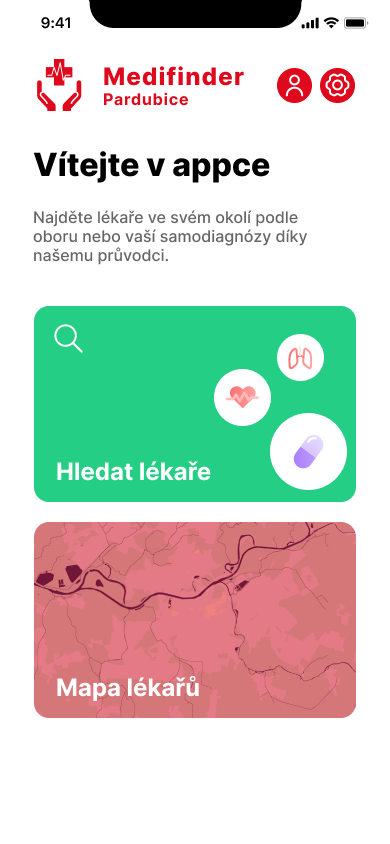 9:41
Medifinder
Pardubice
Vítejte v appce
Najděte lékaře ve svém okolí podle
oboru nebo vaší samodiagnózy díky
našemu průvodci.
Hledat lékaře
Mapa lékařů